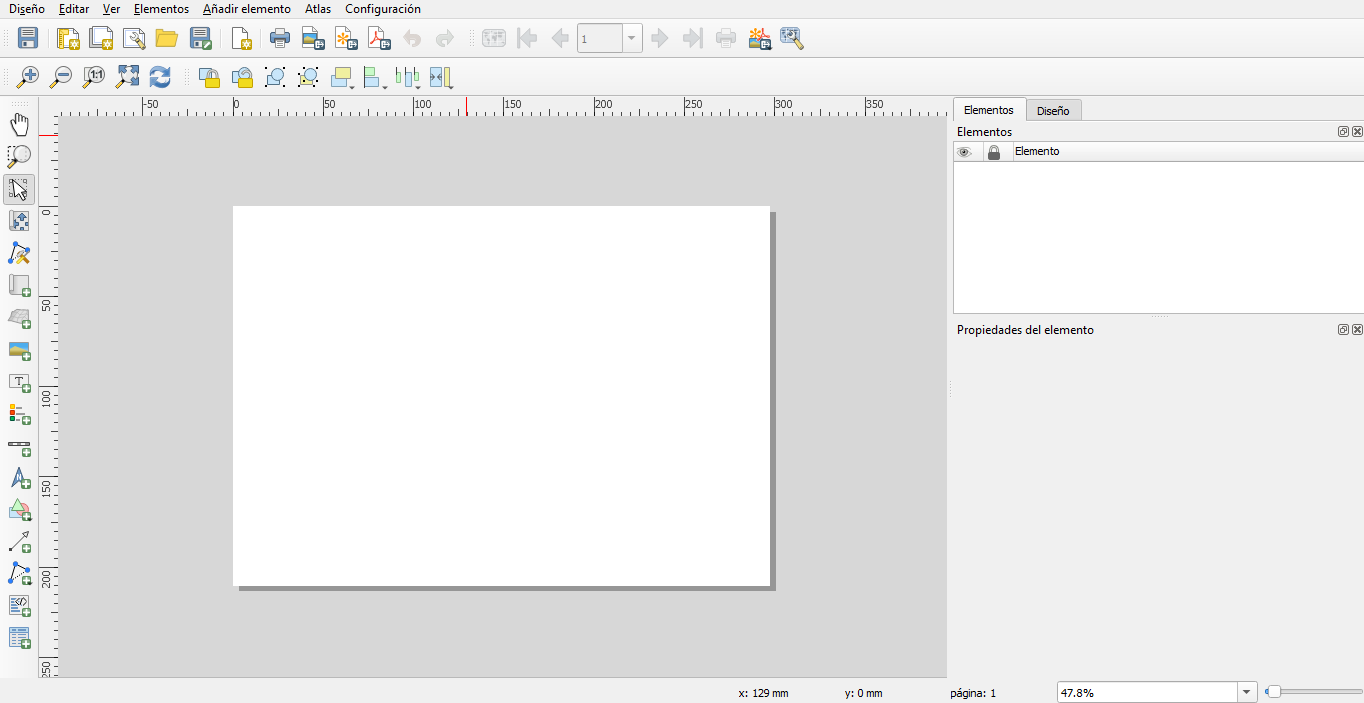 Diseño Editar Ver Elementos Añadir elemento Atlas Configuración
1
1:1
-50 0 50 100 150 200 250 300 350
Elementos Diseño
Elementos
Elemento
0
50
100
150
200
250
T
Propiedades del elemento
x: 129 mm y: 0 mm página: 1 47.8%